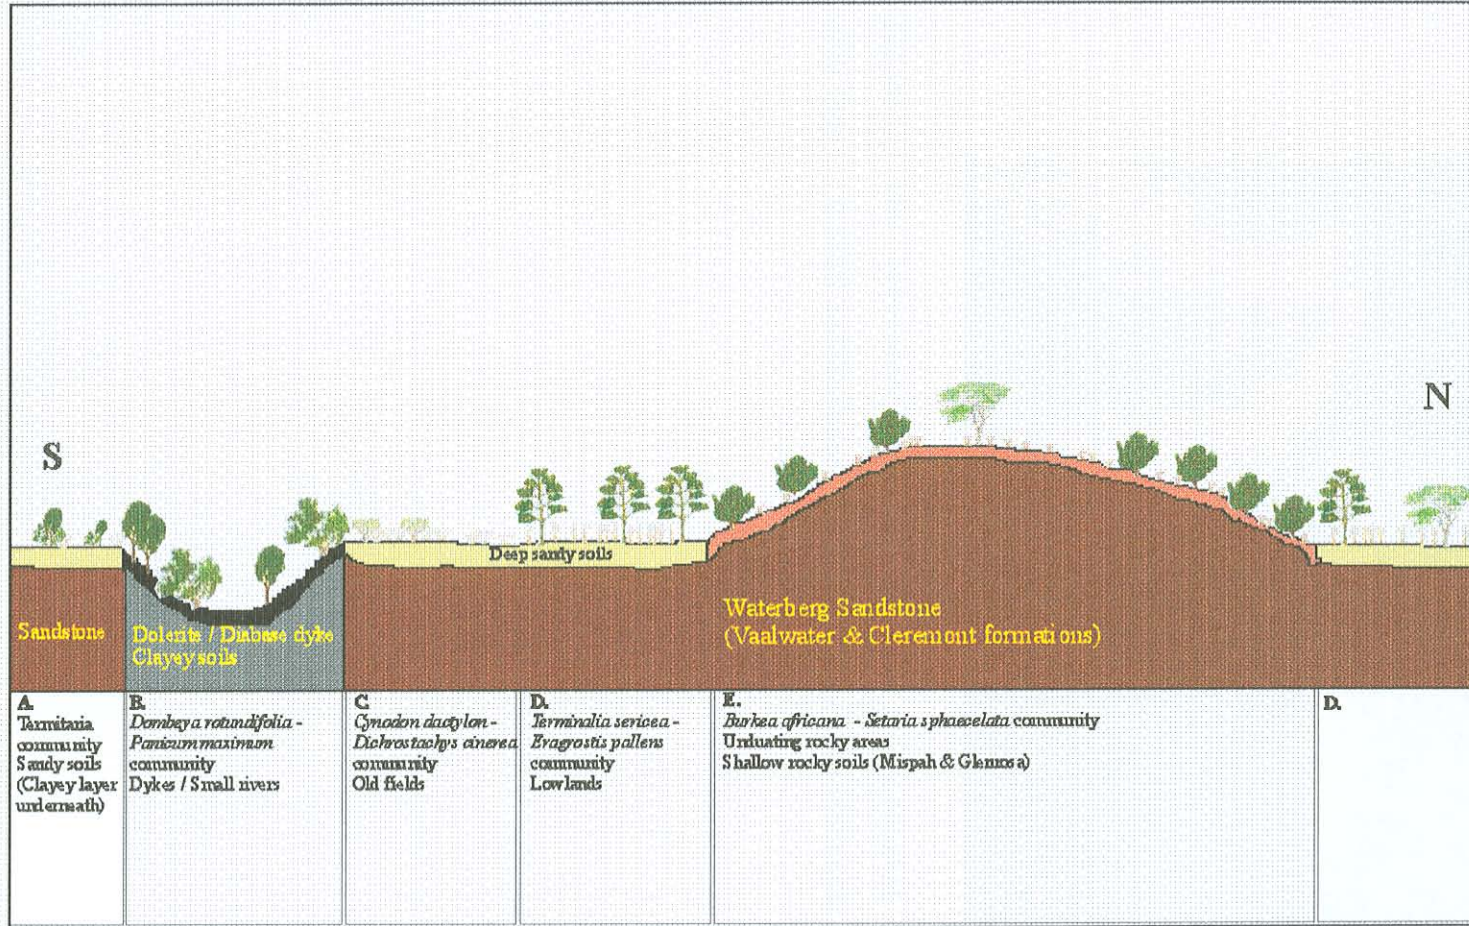 N
S
Deep sandy soils
Sandstone
Dolerite / Diabase dyke
Clayey soils
Waterberg Sandstone
(Vaalwater & Cleremont formations)
A.
Termitaria
community
Sandy soils
(Clayey layer
underneath)
B.
Dombeya rotundifolia -
Panicum maximum
community
Dykes / Small rivers
C.
Cynodon dactylon -
Dichrostachys cinerea
community
Old fields
D.
Terminalia sericea -
Eragrostis pallens
community
Lowlands
E.
Burkea africana - Setaria sphacelata community
Unduating rocky areas
Shallow rocky soils (Mispah & Glenrosa)
D.